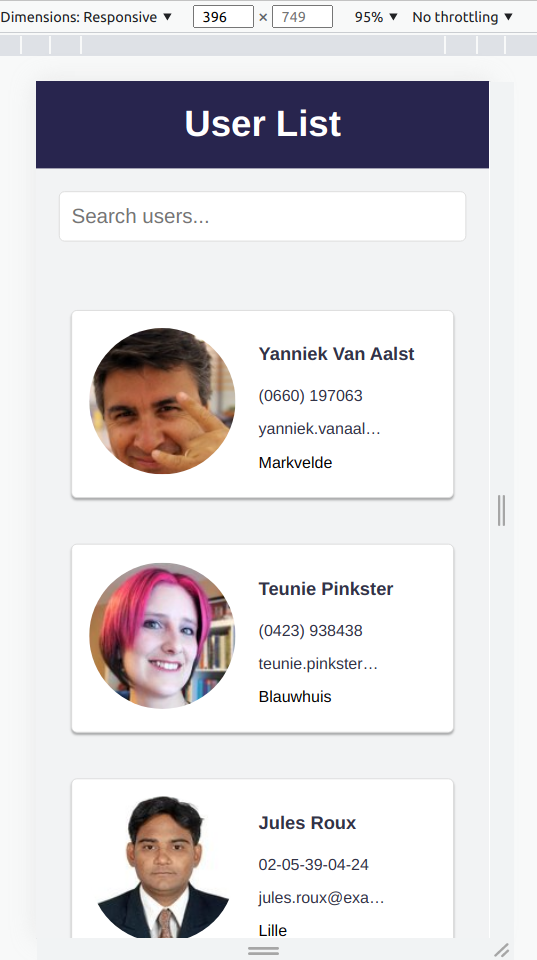 Dimensions: Responsive ▼ 396 × 749 95% ▼ No throttling ▼
User List
Search users...
Yanniek Van Aalst
(0660) 197063
yanniek.vanaal...
Markvelde
Teunie Pinkster
(0423) 938438
teunie.pinkster...
Blauwhuis
Jules Roux
02-05-39-04-24
jules.roux@exa...
Lille